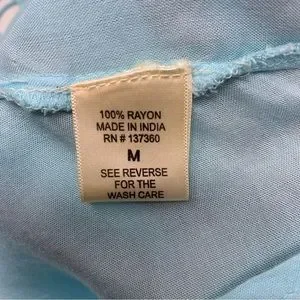 100% RAYON
MADE IN INDIA
RN # 137360
M
SEE REVERSE
FOR THE
WASH CARE